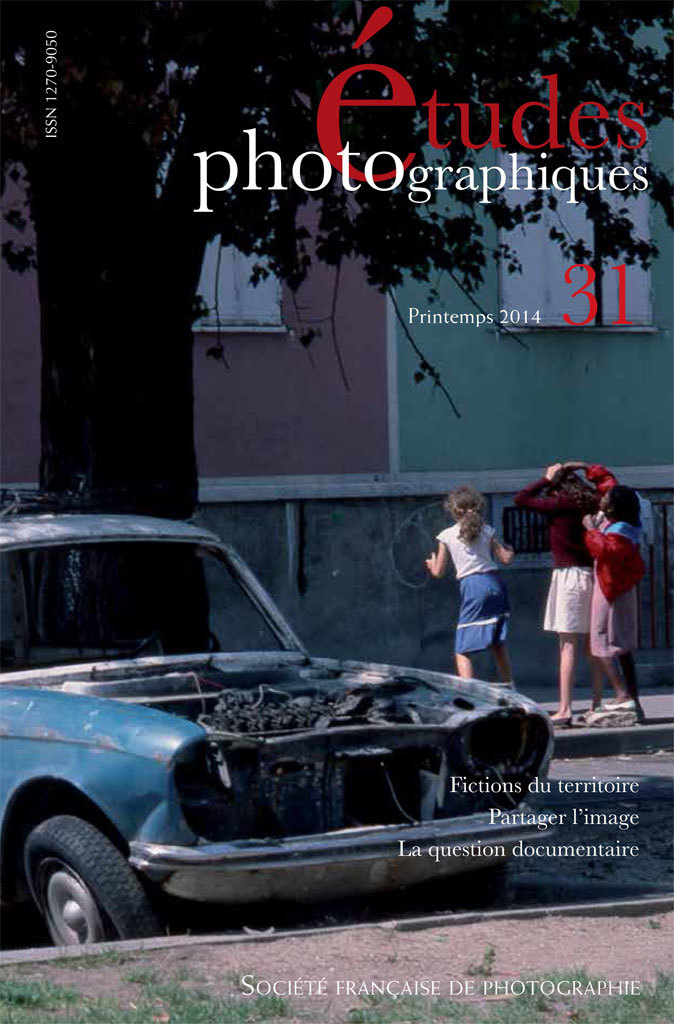 ISSN 1270-9050
études
photographiques
Printemps 2014 31
Fictions du territoire
Partager l'image
La question documentaire
Société française de photographie